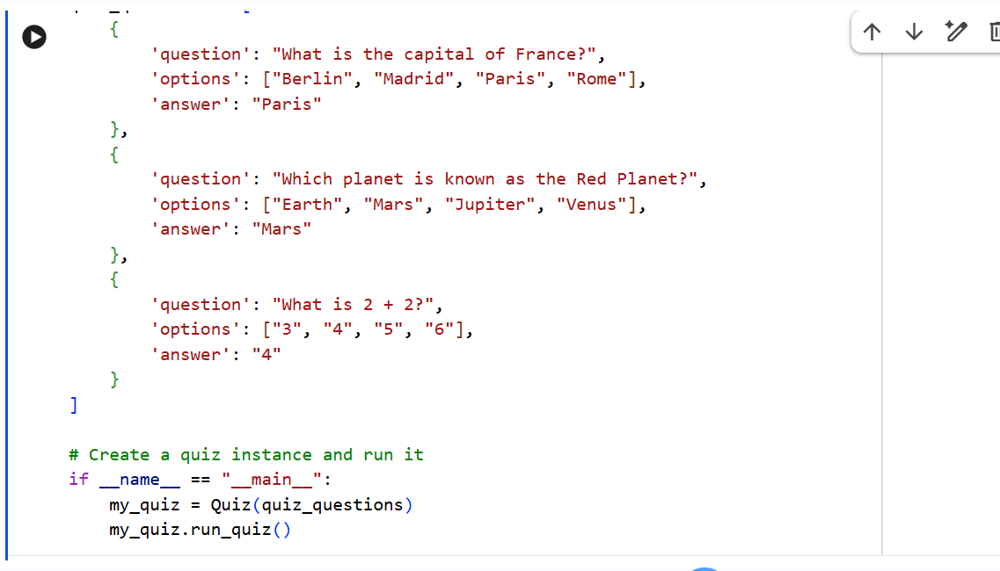 {
'question': "What is the capital of France?",
'options': ["Berlin", "Madrid", "Paris", "Rome"],
'answer': "Paris"
},
{
'question': "Which planet is known as the Red Planet?",
'options': ["Earth", "Mars", "Jupiter", "Venus"],
'answer': "Mars"
},
{
'question': "What is 2 + 2?",
'options': ["3", "4", "5", "6"],
'answer': "4"
}
]
# Create a quiz instance and run it
if __name__ == "__main__":
my_quiz = Quiz(quiz_questions)
my_quiz.run_quiz()